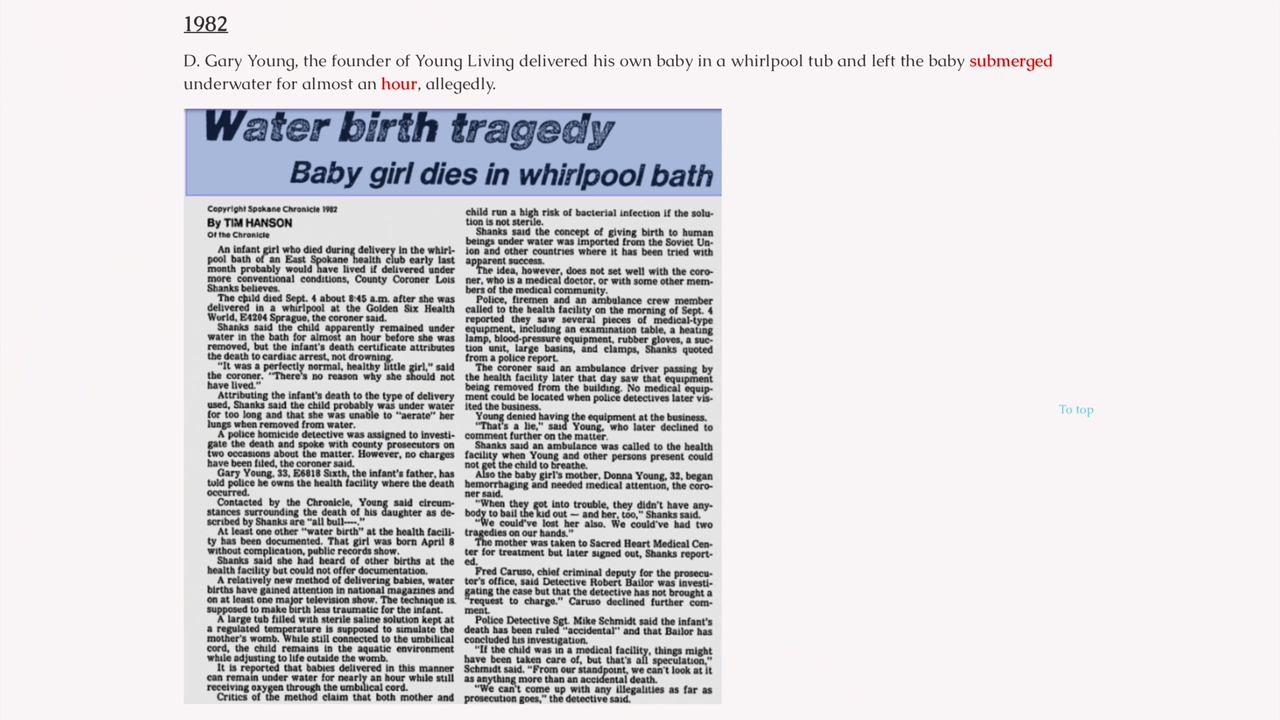 1982
D. Gary Young, the founder of Young Living delivered his own baby in a whirlpool tub and left the baby submerged
underwater for almost an hour, allegedly.
Water birth tragedy
Baby girl dies in whirlpool bath
Copyright Spokane Chronicle 1982
By TIM HANSON
Of the Chronicle
An infant girl who died during delivery in the whirl-
pool bath of an East Spokane health club early last
month probably would have lived if delivered under
more conventional conditions, County Coroner Lois
Shanks believes.
The child died Sept. 4 about 8:45 a.m. after she was
delivered in a whirlpool at the Golden Six Health
World, E4204 Sprague, the coroner said.
Shanks said the child apparently remained under
water in the bath for almost an hour before she was
removed, but the infant's death certificate attributes
the death to cardiac arrest, not drowning.
"It was a perfectly normal, healthy little girl," said
the coroner. "There's no reason why she should not
have lived."
Attributing the infant's death to the type of delivery
used, Shanks said the child probably was under water
for too long and that she was unable to "aerate" her
lungs when removed from water.
A police homicide detective was assigned to investi-
gate the death and spoke with county prosecutors on
two occasions about the matter. However, no charges
have been filed, the coroner said.
Gary Young, 33, E6818 Sixth, the infant's father, has
told police he owns the health facility where the death
occurred.
Contacted by the Chronicle, Young said circum-
stances surrounding the death of his daughter as de-
scribed by Shanks are "all bull----."
At least one other "water birth" at the health facili-
ty has been documented. That girl was born April 8
without complication, public records show.
Shanks said she had heard of other births at the
health facility but could not offer documentation.
A relatively new method of delivering babies, water
births have gained attention in national magazines and
on at least one major television show. The technique is
supposed to make birth less traumatic for the infant.
A large tub filled with sterile saline solution kept at
a regulated temperature is supposed to simulate the
mother's womb. While still connected to the umbilical
cord, the child remains in the aquatic environment
while adjusting to life outside the womb.
It is reported that babies delivered in this manner
can remain under water for nearly an hour while still
receiving oxygen through the umbilical cord.
Critics of the method claim that both mother and
child run a high risk of bacterial infection if the solu-
tion is not sterile.
Shanks said the concept of giving birth to human
beings under water was imported from the Soviet Un-
ion and other countries where it has been tried with
apparent success.
The idea, however, does not set well with the coro-
ner, who is a medical doctor, or with some other mem-
bers of the medical community.
Police, firemen and an ambulance crew member
called to the health facility on the morning of Sept. 4
reported they saw several pieces of medical-type
equipment, including an examination table, a heating
lamp, blood-pressure equipment, rubber gloves, a suc-
tion unit, large basins, and clamps, Shanks quoted
from a police report.
The coroner said an ambulance driver passing by
the health facility later that day saw that equipment
being removed from the building. No medical equip-
ment could be located when police detectives later vis-
ited the business.
Young denied having the equipment at the business.
"That's a lie," said Young, who later declined to
comment further on the matter.
Shanks said an ambulance was called to the health
facility when Young and other persons present could
not get the child to breathe.
Also the baby girl's mother, Donna Young, 32, began
hemorrhaging and needed medical attention, the coro-
ner said.
"When they got into trouble, they didn't have any-
body to bail the kid out — and her, too," Shanks said.
"We could've lost her also. We could've had two
tragedies on our hands."
The mother was taken to Sacred Heart Medical Cen-
ter for treatment but later signed out, Shanks report-
ed.
Fred Caruso, chief criminal deputy for the prosecu-
tor's office, said Detective Robert Bailor was investi-
gating the case but that the detective has not brought a
"request to charge." Caruso declined further com-
ment.
Police Detective Sgt. Mike Schmidt said the infant's
death has been ruled "accidental" and that Bailor has
concluded his investigation.
"If the child was in a medical facility, things might
have been taken care of, but that's all speculation,"
Schmidt said. "From our standpoint, we can't look at it
as anything more than an accidental death.
"We can't come up with any illegalities as far as
prosecution goes," the detective said.
To top